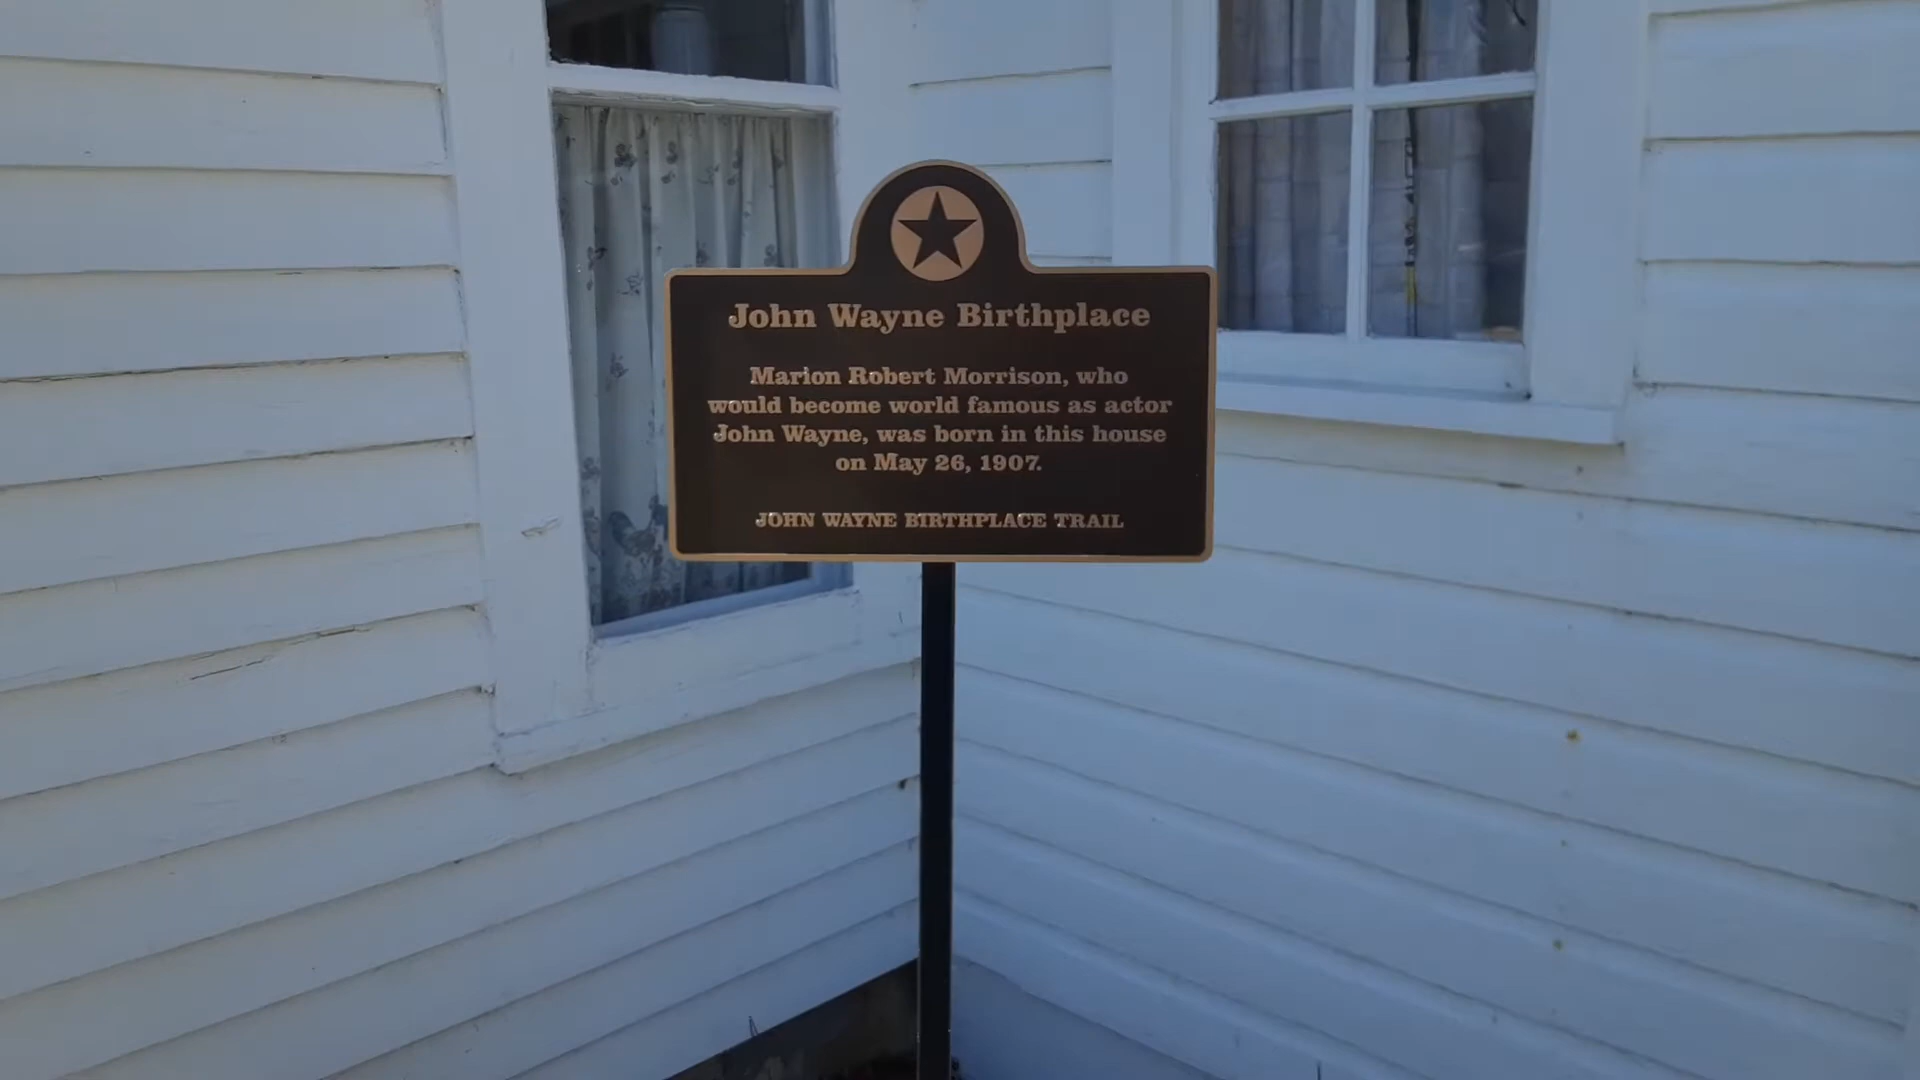 John Wayne Birthplace
Marion Robert Morrison, who
would become world famous as actor
John Wayne, was born in this house
on May 26, 1907.
JOHN WAYNE BIRTHPLACE TRAIL